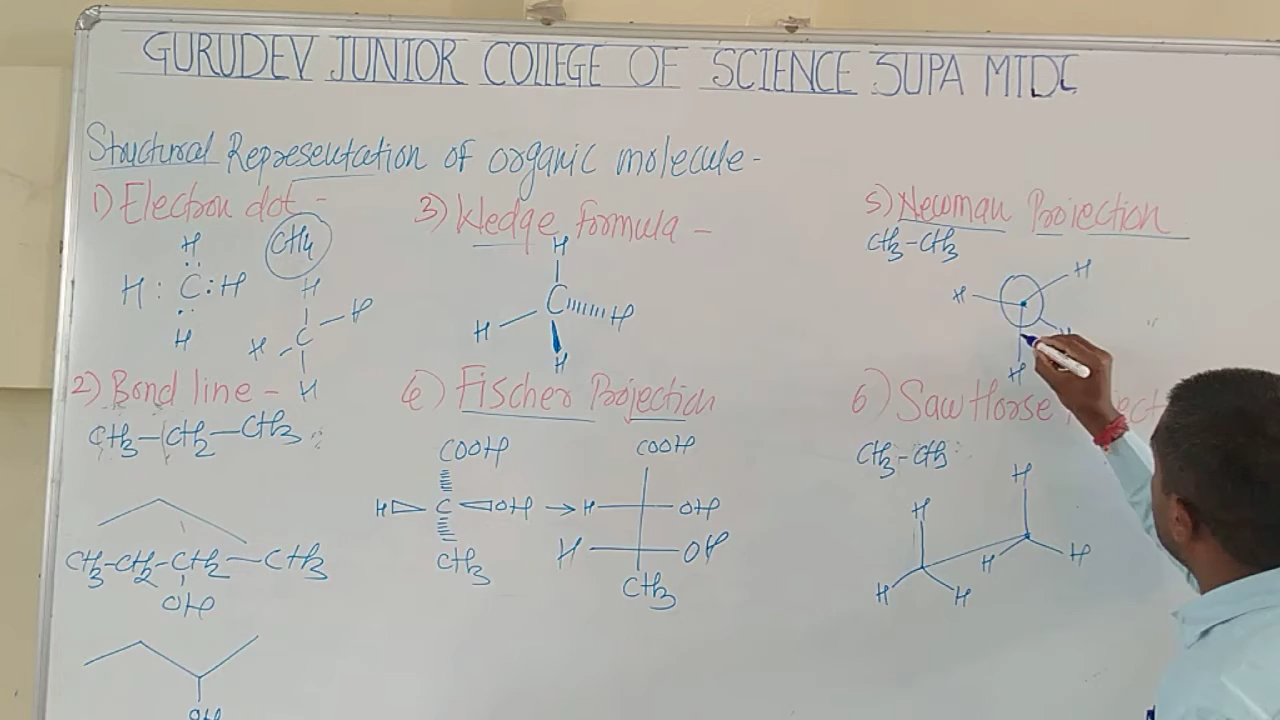 GURUDEV JUNIOR COLLEGE OF SCIENCE SUPA MIDC
Structural Representation of organic molecule -
1) Electron dot -
CH4
H
H : C : H
H
H
C
H
H
H
2) Bond line -
CH3-CH2-CH3
CH3-CH2-CH2-CH3
OH
OH
3) Wedge formula -
H
C
H
H
H
4) Fischer Projection
COOH
H C OH → H OH
CH3
COOH
H OH
CH3
5) Newman Projection
CH3-CH3
H
H
H
H
6) Saw Horse
CH3-CH3
H
H
H
H
H
H